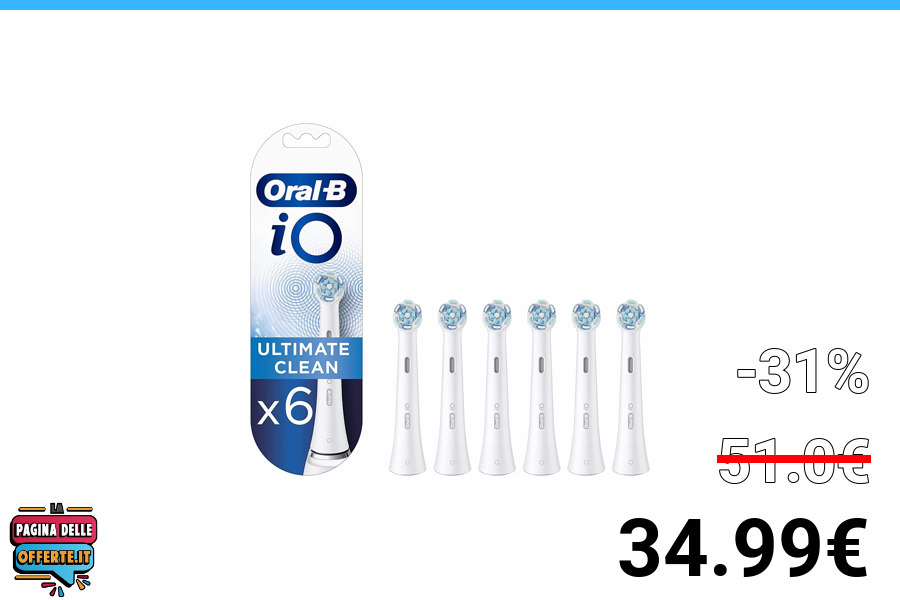 Oral-B
iO
ULTIMATE
CLEAN
x6
-31%
51.0€
34.99€
LA
PAGINA DELLE
OFFERTE.IT